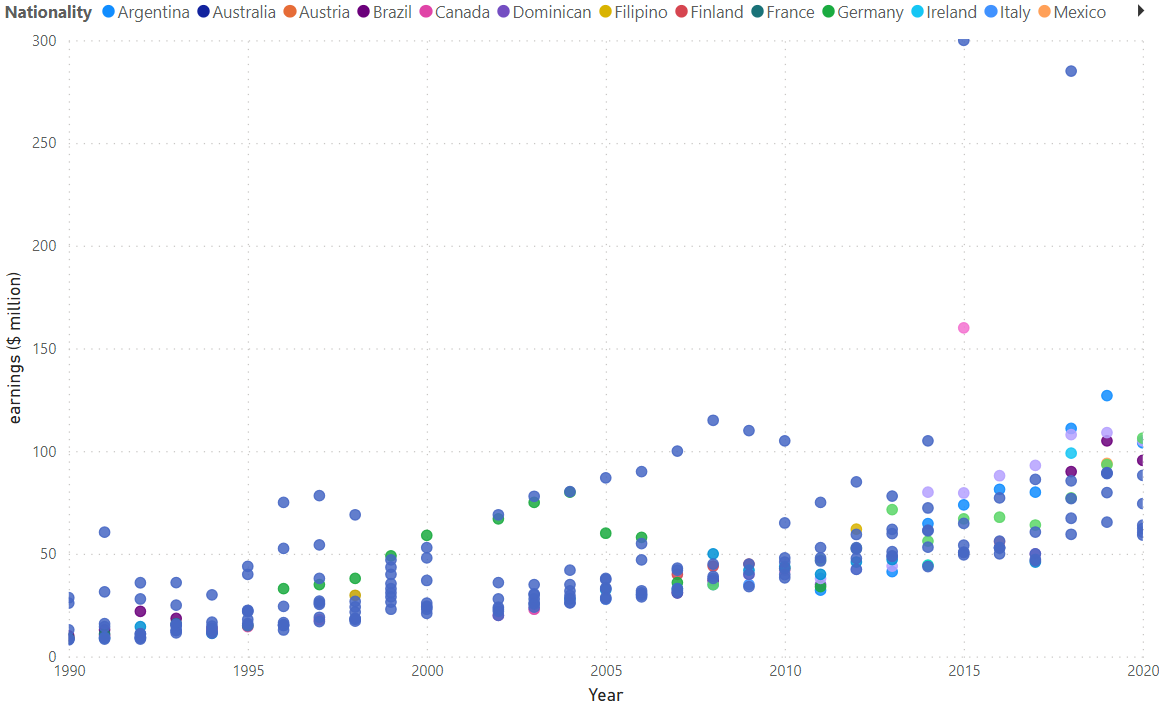 Nationality Argentina Australia Austria Brazil Canada Dominican Filipino Finland France Germany Ireland Italy Mexico
300
250
200
150
100
50
0
earnings ($ million)
1990 1995 2000 2005 2010 2015 2020
Year